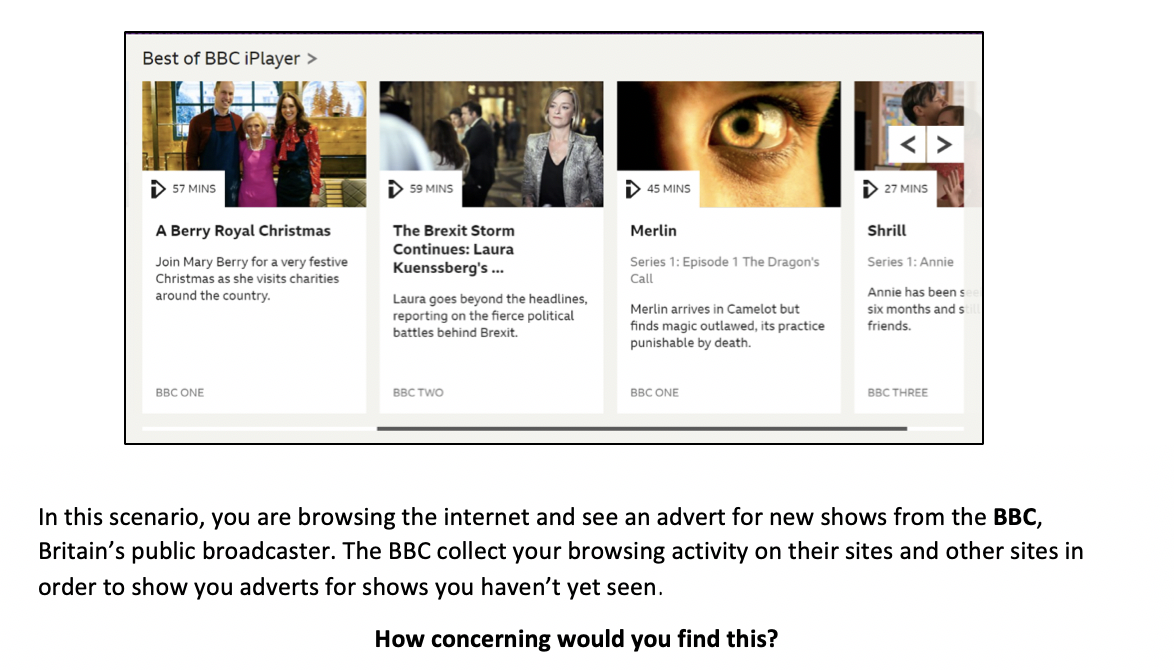 Best of BBC iPlayer >
57 MINS
A Berry Royal Christmas
Join Mary Berry for a very festive
Christmas as she visits charities
around the country.
BBC ONE
59 MINS
The Brexit Storm
Continues: Laura
Kuenssberg's ...
Laura goes beyond the headlines,
reporting on the fierce political
battles behind Brexit.
BBC TWO
45 MINS
Merlin
Series 1: Episode 1 The Dragon's
Call
Merlin arrives in Camelot but
finds magic outlawed, its practice
punishable by death.
BBC ONE
< >
27 MINS
Shrill
Series 1: Annie
Annie has been
six months and
friends.
BBC THREE
In this scenario, you are browsing the internet and see an advert for new shows from the BBC,
Britain’s public broadcaster. The BBC collect your browsing activity on their sites and other sites in
order to show you adverts for shows you haven’t yet seen.
How concerning would you find this?